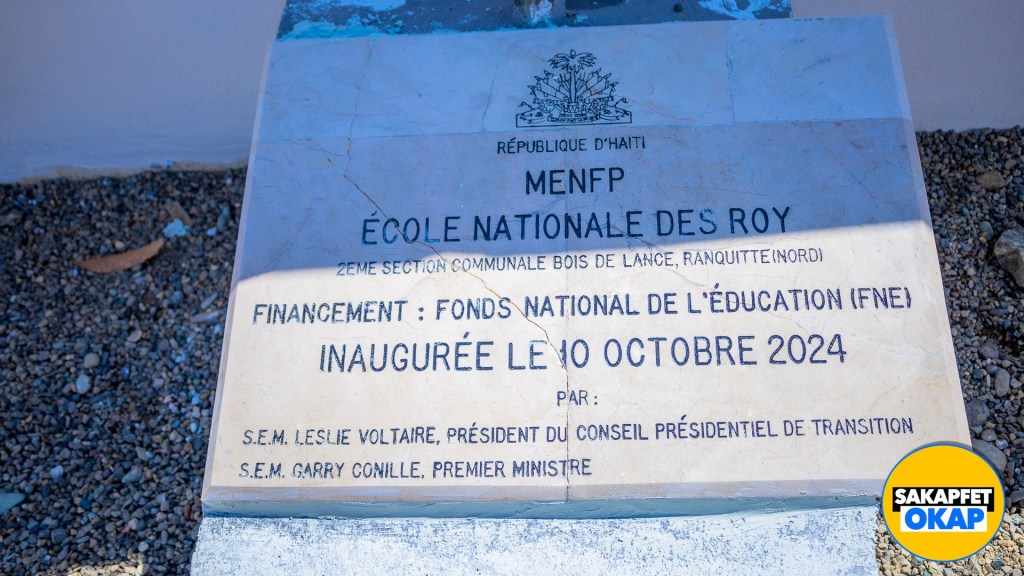 RÉPUBLIQUE D'HAITI
MENFP
ÉCOLE NATIONALE DES ROY
2EME SECTION COMMUNALE BOIS DE LANCE, RANQUITTE(NORD)
FINANCEMENT : FONDS NATIONAL DE L'ÉDUCATION (FNE)
INAUGURÉE LE 10 OCTOBRE 2024
PAR :
S.E.M. LESLIE VOLTAIRE, PRÉSIDENT DU CONSEIL PRÉSIDENTIEL DE TRANSITION
S.E.M. GARRY CONILLE, PREMIER MINISTRE
SAKAPFET
OKAP